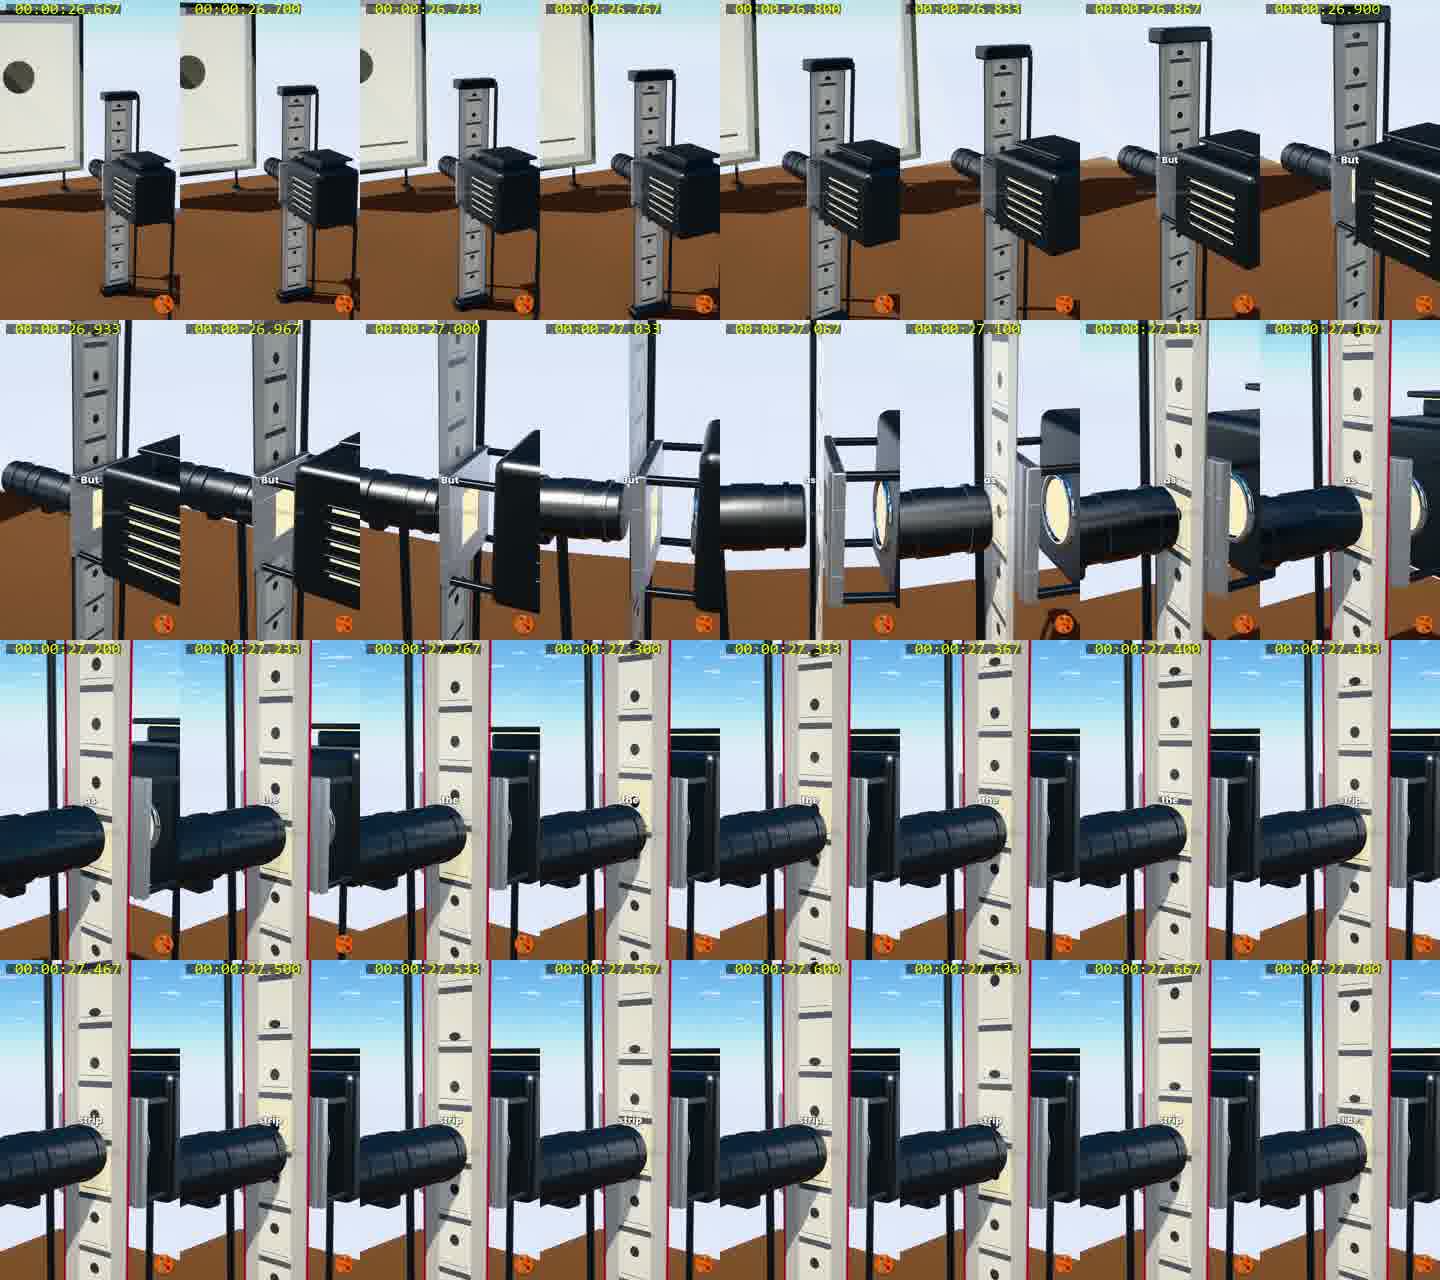 00:00:26.667 00:00:26.700 00:00:26.733 00:00:26.767 00:00:26.800 00:00:26.833 00:00:26.867 00:00:26.900
But But
00:00:26.933 00:00:26.967 00:00:27.000 00:00:27.033 00:00:27.067 00:00:27.100 00:00:27.133 00:00:27.167
But But But But as as as as
00:00:27.200 00:00:27.233 00:00:27.267 00:00:27.300 00:00:27.333 00:00:27.367 00:00:27.400 00:00:27.433
as the the the the the the strip
00:00:27.467 00:00:27.500 00:00:27.533 00:00:27.567 00:00:27.600 00:00:27.633 00:00:27.667 00:00:27.700
strip strip strip strip strip strip strip